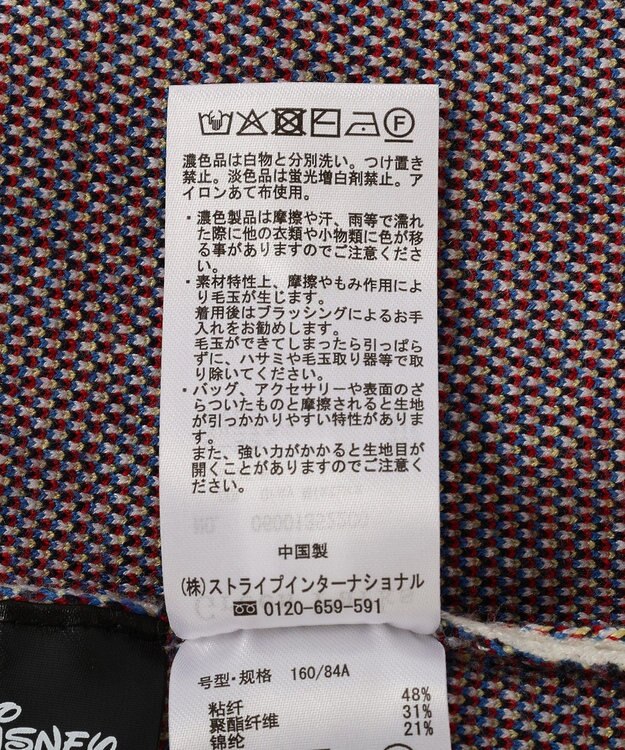 濃色品は白物と分別洗い。つけ置き
禁止。淡色品は蛍光増白剤禁止。ア
イロンあて布使用。
・濃色製品は摩擦や汗、雨等で濡れ
た際に他の衣類や小物類に色が移
る事がありますのでご注意くださ
い。
・素材特性上、摩擦やもみ作用によ
り毛玉が生じます。
着用後はブラッシングによるお手
入れをお勧めします。
毛玉ができてしまったら引っぱら
ずに、ハサミや毛玉取り器等で取
り除いてください。
・バッグ、アクセサリーや表面のざ
らついたものと摩擦されると生地
が引っかかりやすい特性がありま
す。
また、強い力がかかると生地目が
開くことがありますのでご注意く
ださい。
中国製
(株)ストライプインターナショナル
0120-659-591
号型·规格 160/84A
粘纤 48%
聚酯纤维 31%
锦纶 21%
DISNEY